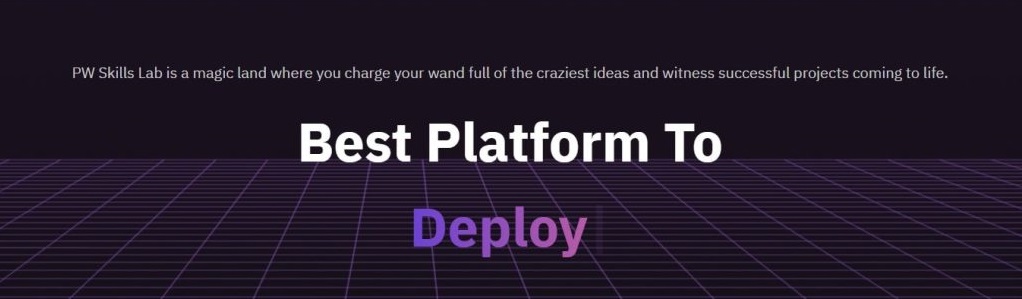 PW Skills Lab is a magic land where you charge your wand full of the craziest ideas and witness successful projects coming to life.
Best Platform To
Deploy